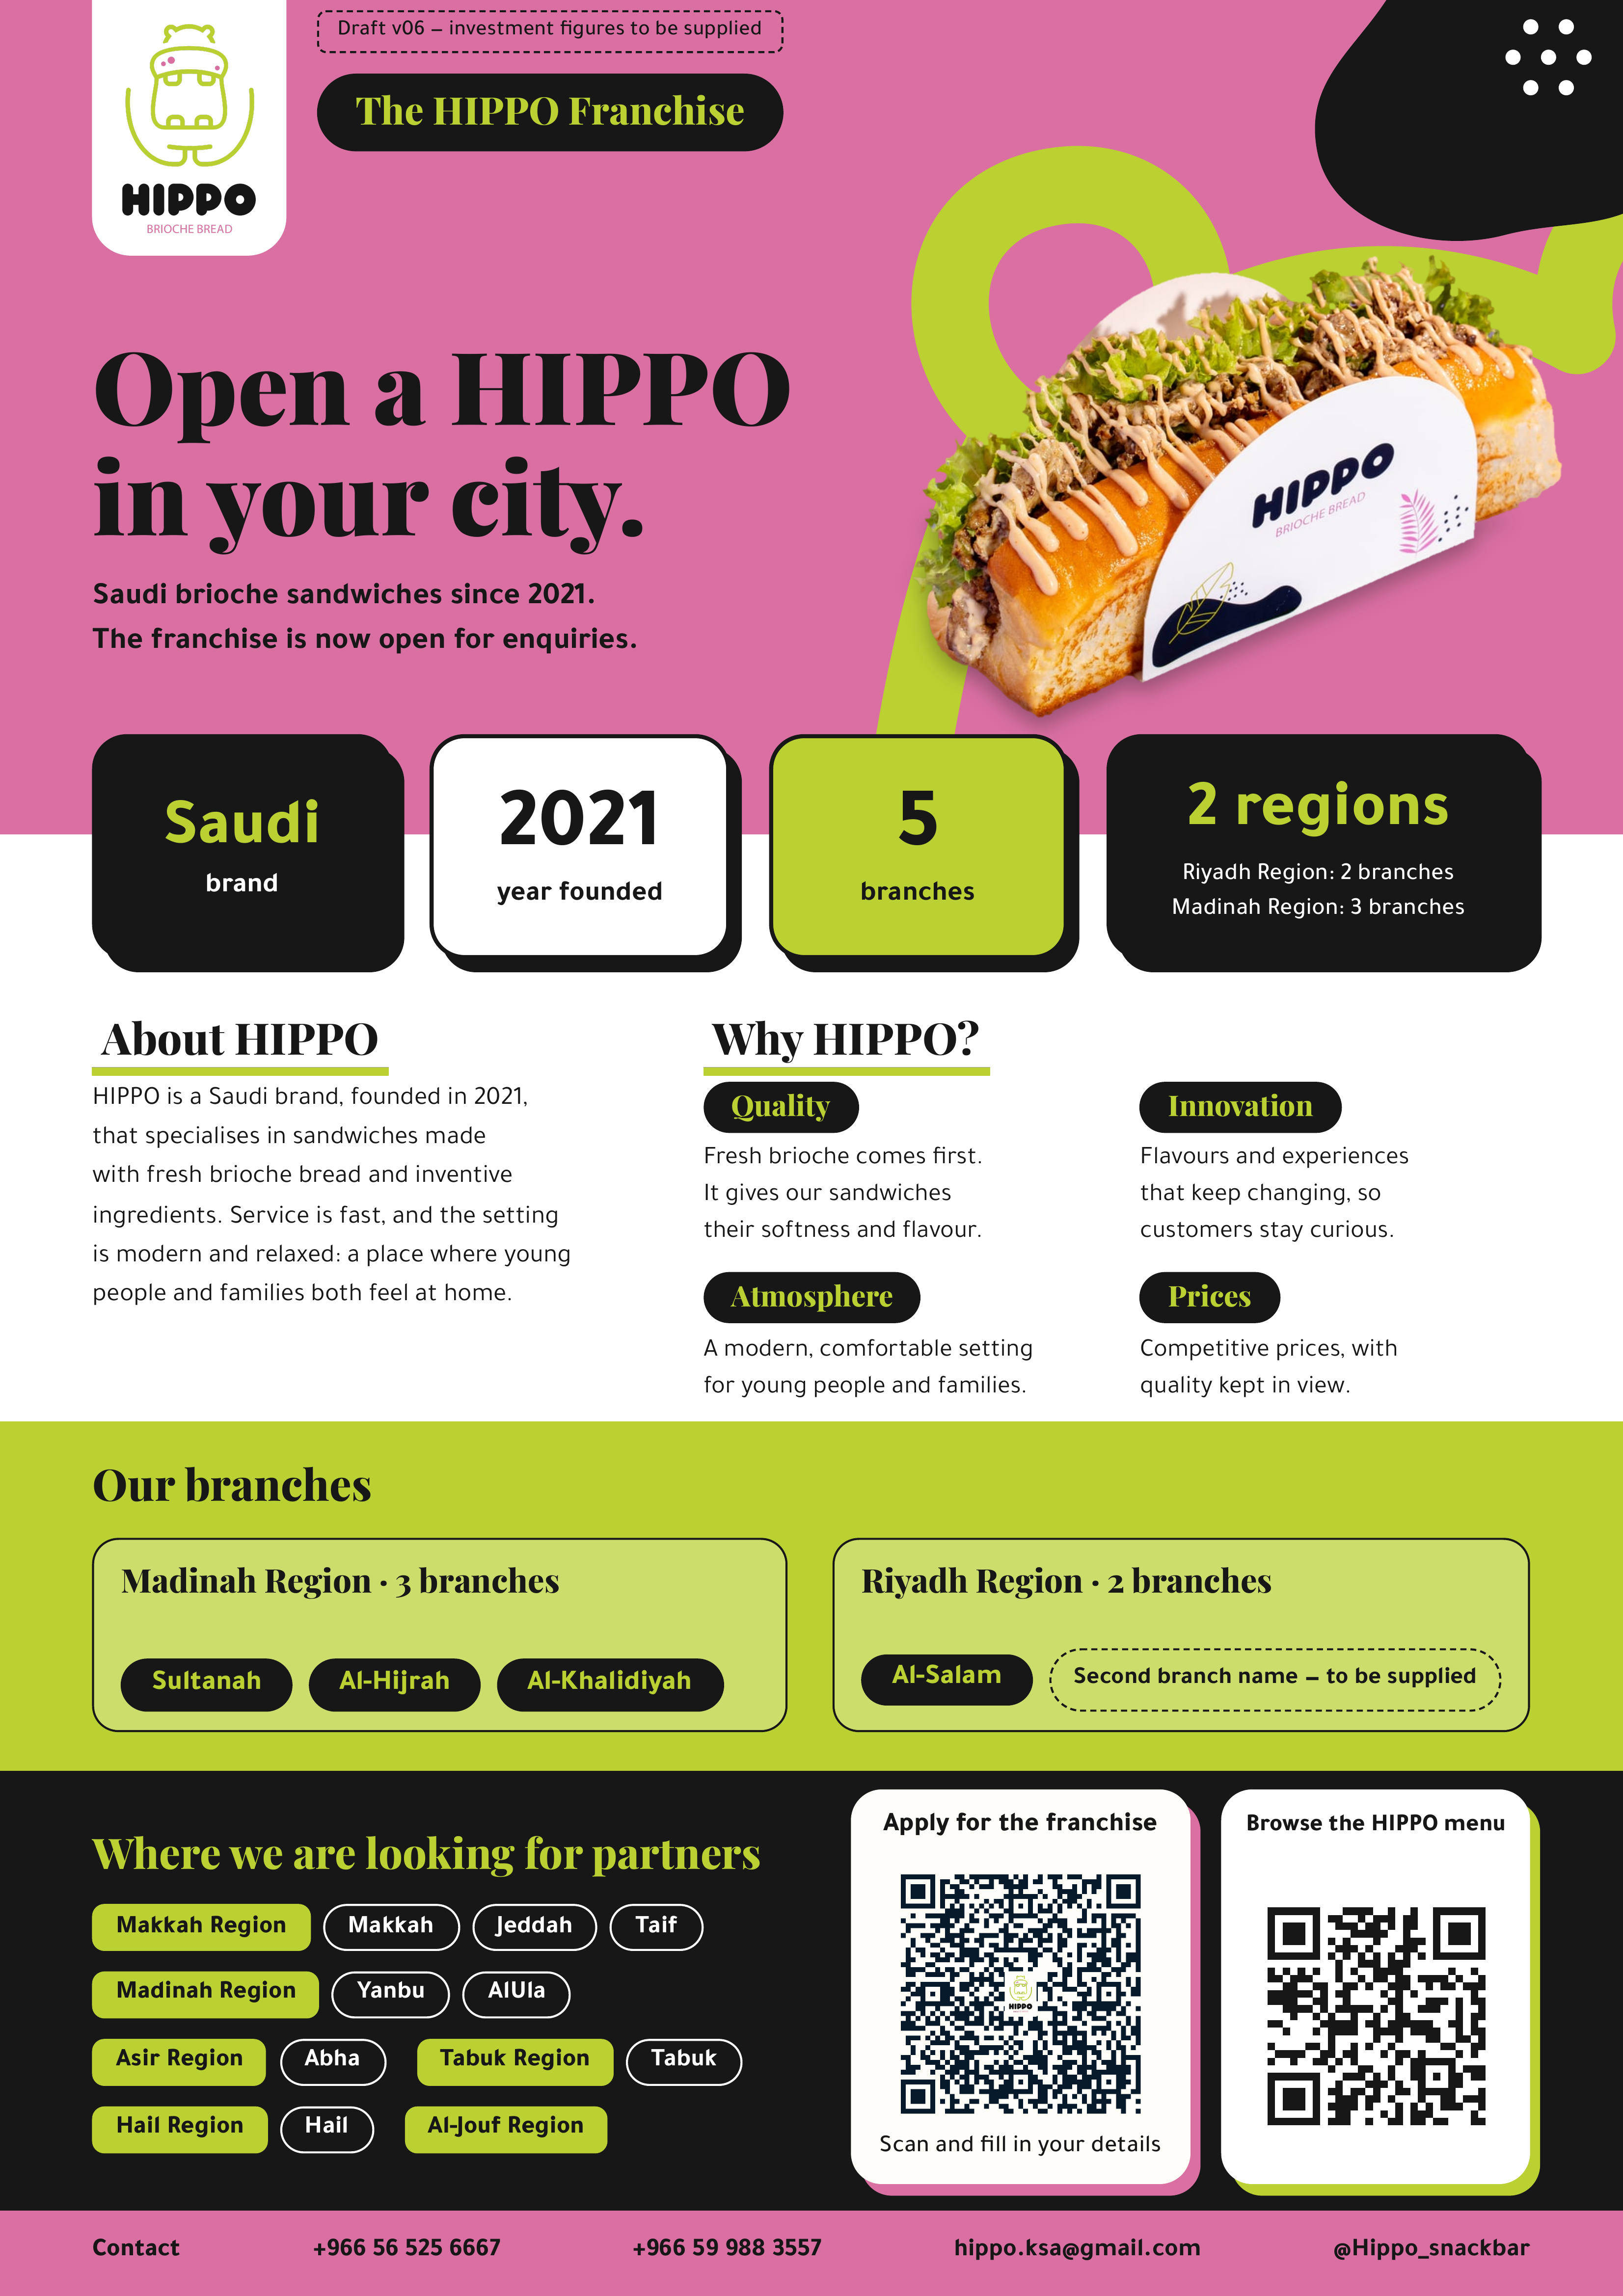 Draft v06 – investment figures to be supplied
The HIPPO Franchise
HIPPO
BRIOCHE BREAD
Open a HIPPO
in your city.
Saudi brioche sandwiches since 2021.
The franchise is now open for enquiries.
HIPPO
BRIOCHE BREAD
Saudi
brand
2021
year founded
5
branches
2 regions
Riyadh Region: 2 branches
Madinah Region: 3 branches
About HIPPO
HIPPO is a Saudi brand, founded in 2021,
that specialises in sandwiches made
with fresh brioche bread and inventive
ingredients. Service is fast, and the setting
is modern and relaxed: a place where young
people and families both feel at home.
Why HIPPO?
Quality
Fresh brioche comes first.
It gives our sandwiches
their softness and flavour.
Innovation
Flavours and experiences
that keep changing, so
customers stay curious.
Atmosphere
A modern, comfortable setting
for young people and families.
Prices
Competitive prices, with
quality kept in view.
Our branches
Madinah Region · 3 branches
Sultanah Al-Hijrah Al-Khalidiyah
Riyadh Region · 2 branches
Al-Salam Second branch name – to be supplied
Where we are looking for partners
Makkah Region Makkah Jeddah Taif
Madinah Region Yanbu AlUla
Asir Region Abha Tabuk Region Tabuk
Hail Region Hail Al-Jouf Region
Apply for the franchise
HIPPO
Scan and fill in your details
Browse the HIPPO menu
Contact +966 56 525 6667 +966 59 988 3557 hippo.ksa@gmail.com @Hippo_snackbar